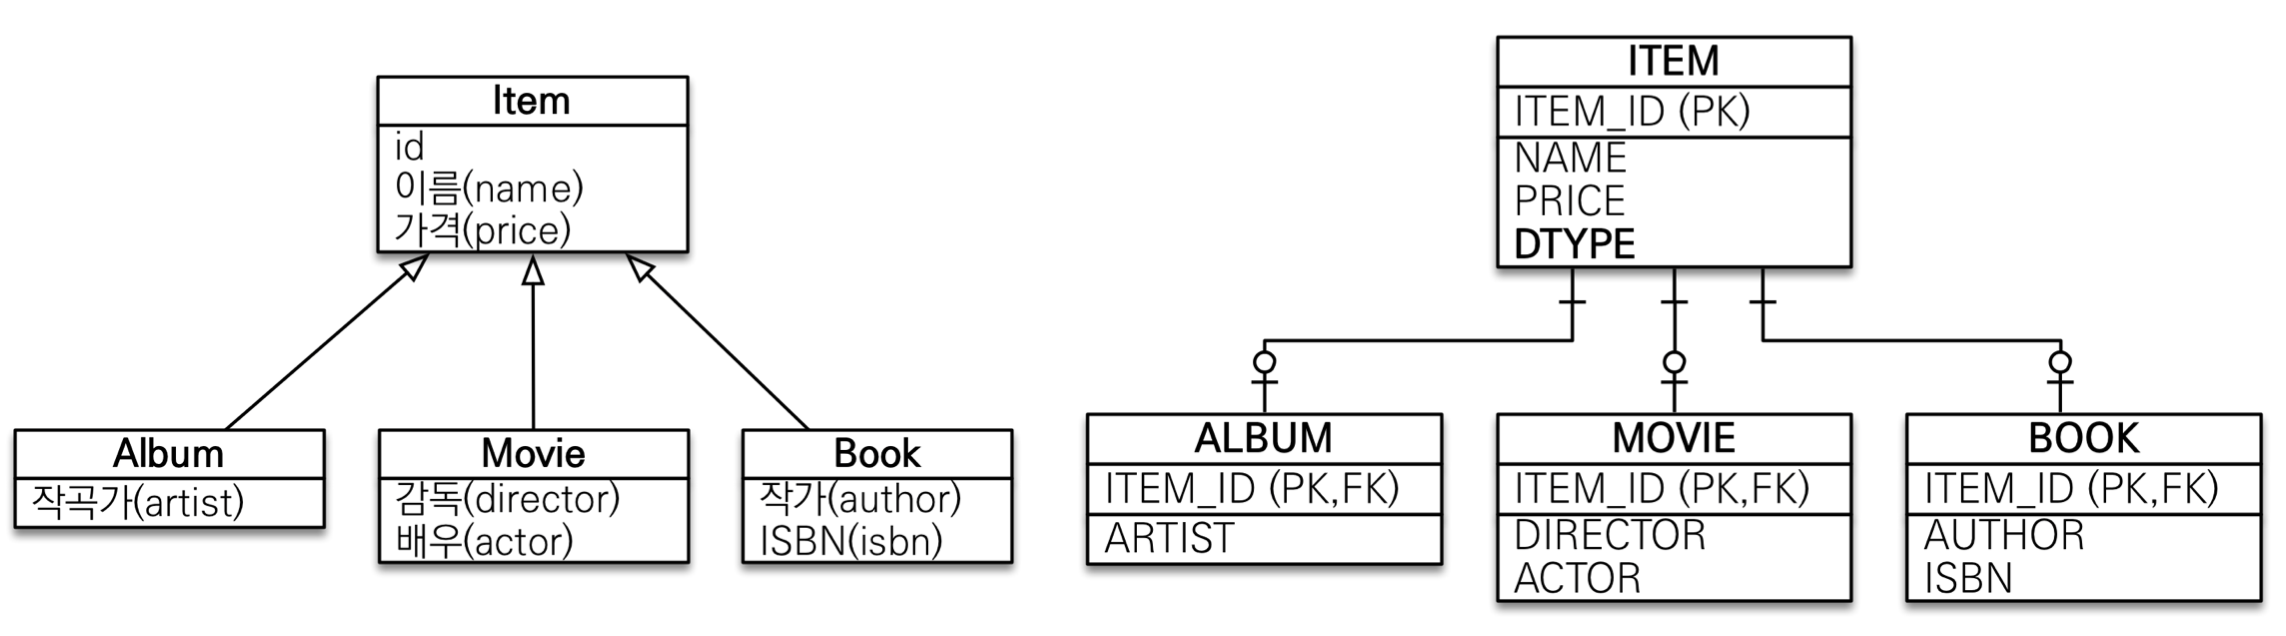 Item
id
이름(name)
가격(price)
Album
작곡가(artist)
Movie
감독(director)
배우(actor)
Book
작가(author)
ISBN(isbn)
ITEM
ITEM_ID (PK)
NAME
PRICE
DTYPE
ALBUM
ITEM_ID (PK,FK)
ARTIST
MOVIE
ITEM_ID (PK,FK)
DIRECTOR
ACTOR
BOOK
ITEM_ID (PK,FK)
AUTHOR
ISBN